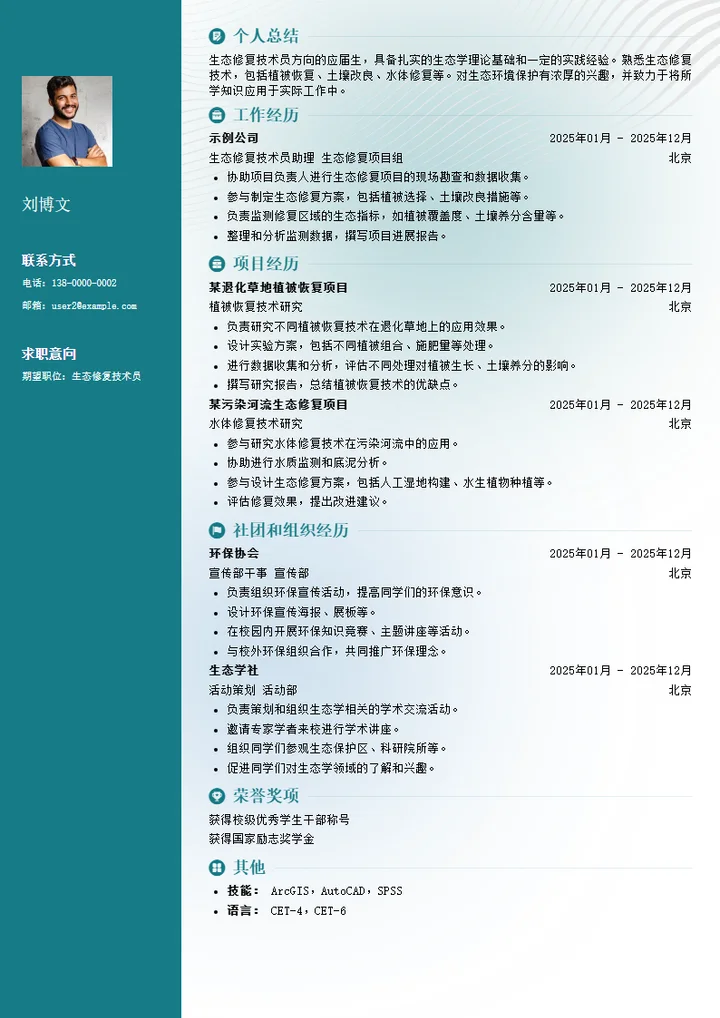 刘博文
联系方式
电话：138-0000-0002
邮箱：user2@example.com
求职意向
期望职位：生态修复技术员
个人总结
生态修复技术员方向的应届生，具备扎实的生态学理论基础和一定的实践经验。熟悉生态修复
技术，包括植被恢复、土壤改良、水体修复等。对生态环境保护有浓厚的兴趣，并致力于将所
学知识应用于实际工作中。
工作经历
示例公司 2025年01月 - 2025年12月
生态修复技术员助理 生态修复项目组 北京
• 协助项目负责人进行生态修复项目的现场勘查和数据收集。
• 参与制定生态修复方案，包括植被选择、土壤改良措施等。
• 负责监测修复区域的生态指标，如植被覆盖度、土壤养分含量等。
• 整理和分析监测数据，撰写项目进展报告。
项目经历
某退化草地植被恢复项目 2025年01月 - 2025年12月
植被恢复技术研究 北京
• 负责研究不同植被恢复技术在退化草地上的应用效果。
• 设计实验方案，包括不同植被组合、施肥量等处理。
• 进行数据收集和分析，评估不同处理对植被生长、土壤养分的影响。
• 撰写研究报告，总结植被恢复技术的优缺点。
某污染河流生态修复项目 2025年01月 - 2025年12月
水体修复技术研究 北京
• 参与研究水体修复技术在污染河流中的应用。
• 协助进行水质监测和底泥分析。
• 参与设计生态修复方案，包括人工湿地构建、水生植物种植等。
• 评估修复效果，提出改进建议。
社团和组织经历
环保协会 2025年01月 - 2025年12月
宣传部干事 宣传部 北京
• 负责组织环保宣传活动，提高同学们的环保意识。
• 设计环保宣传海报、展板等。
• 在校园内开展环保知识竞赛、主题讲座等活动。
• 与校外环保组织合作，共同推广环保理念。
生态学社 2025年01月 - 2025年12月
活动策划 活动部 北京
• 负责策划和组织生态学相关的学术交流活动。
• 邀请专家学者来校进行学术讲座。
• 组织同学们参观生态保护区、科研院所等。
• 促进同学们对生态学领域的了解和兴趣。
荣誉奖项
获得校级优秀学生干部称号
获得国家励志奖学金
其他
• 技能： ArcGIS，AutoCAD，SPSS
• 语言： CET-4，CET-6